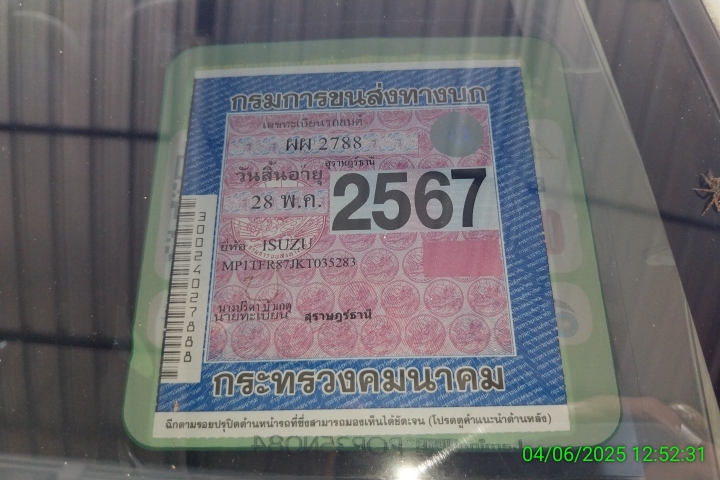 กรมการขนส่งทางบก
เลขทะเบียนรถยนต์
ผผ 2788
สุราษฎร์ธานี
วันสิ้นอายุ
28 พ.ค. 2567
ยี่ห้อ ISUZU
MP1TFR87JKT035283
นายทะเบียน สุราษฎร์ธานี
3002402788 8
กระทรวงคมนาคม
ฉีกตามรอยปรุปิดด้านหน้ารถที่ซึ่งสามารถมองเห็นได้ชัดเจน (โปรดดูคำแนะนำด้านหลัง)
04/06/2025 12:52:31